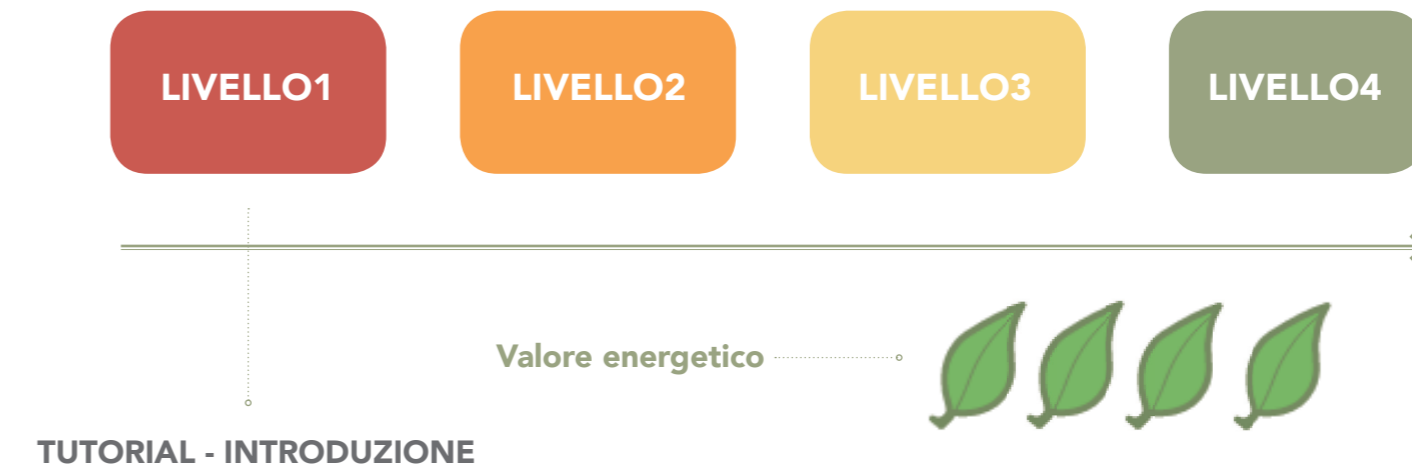 LIVELLO1
LIVELLO2
LIVELLO3
LIVELLO4
Valore energetico
TUTORIAL - INTRODUZIONE